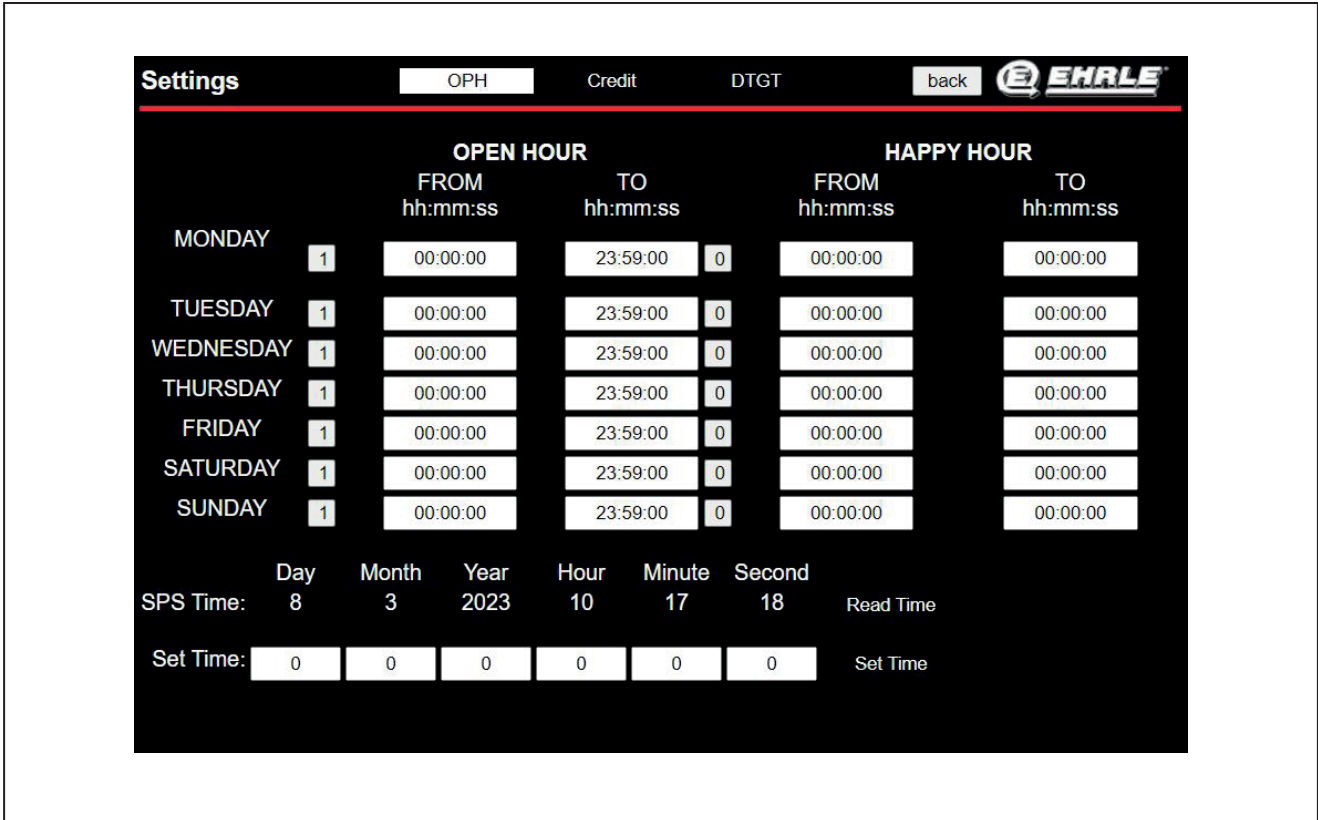 Settings OPH Credit DTGT back EHRLE
OPEN HOUR HAPPY HOUR
FROM TO FROM TO
hh:mm:ss hh:mm:ss hh:mm:ss hh:mm:ss
MONDAY 1 00:00:00 23:59:00 0 00:00:00 00:00:00
TUESDAY 1 00:00:00 23:59:00 0 00:00:00 00:00:00
WEDNESDAY 1 00:00:00 23:59:00 0 00:00:00 00:00:00
THURSDAY 1 00:00:00 23:59:00 0 00:00:00 00:00:00
FRIDAY 1 00:00:00 23:59:00 0 00:00:00 00:00:00
SATURDAY 1 00:00:00 23:59:00 0 00:00:00 00:00:00
SUNDAY 1 00:00:00 23:59:00 0 00:00:00 00:00:00
Day Month Year Hour Minute Second
SPS Time: 8 3 2023 10 17 18 Read Time
Set Time: 0 0 0 0 0 0 Set Time